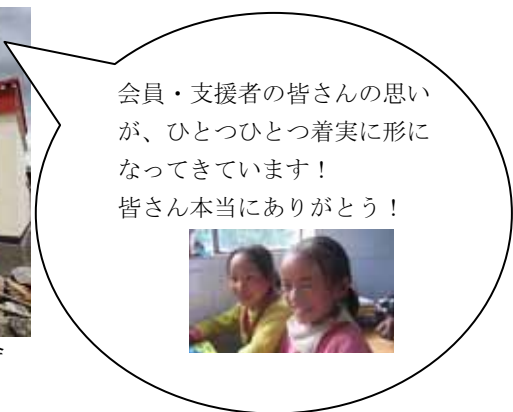 会員・支援者の皆さんの思い
が、ひとつひとつ着実に形に
なってきています！
皆さん本当にありがとう！